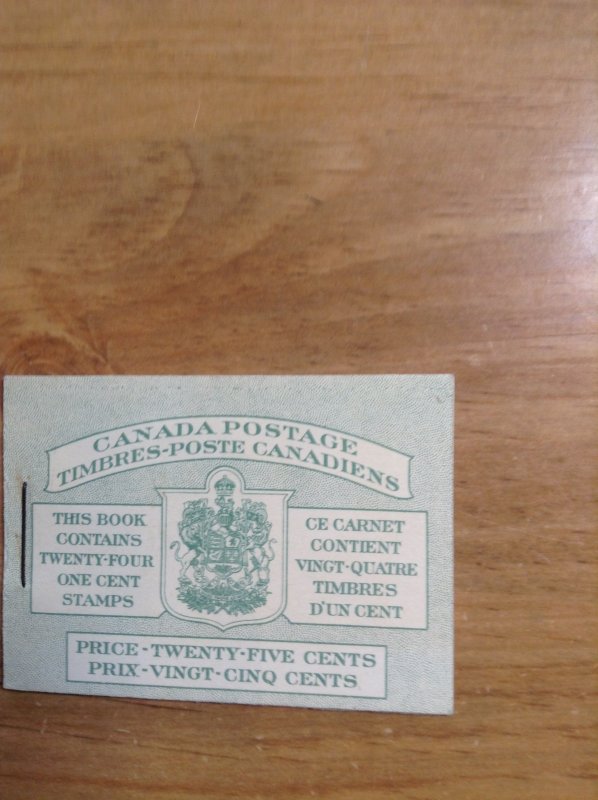 CANADA POSTAGE
TIMBRES-POSTE CANADIENS
THIS BOOK
CONTAINS
TWENTY-FOUR
ONE CENT
STAMPS
CE CARNET
CONTIENT
VINGT-QUATRE
TIMBRES
D'UN CENT
PRICE-TWENTY-FIVE CENTS
PRIX-VINGT-CINQ CENTS